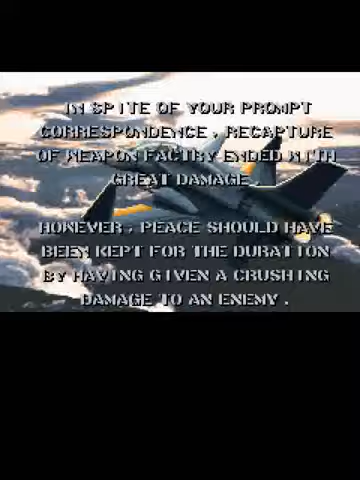 IN SPITE OF YOUR PROMPT
CORRESPONDENCE , RECAPTURE
OF WEAPON FACTRY ENDED WITH
GREAT DAMAGE .
HOWEVER , PEACE SHOULD HAVE
BEEN KEPT FOR THE DURATION
BY HAVING GIVEN A CRUSHING
DAMAGE TO AN ENEMY .